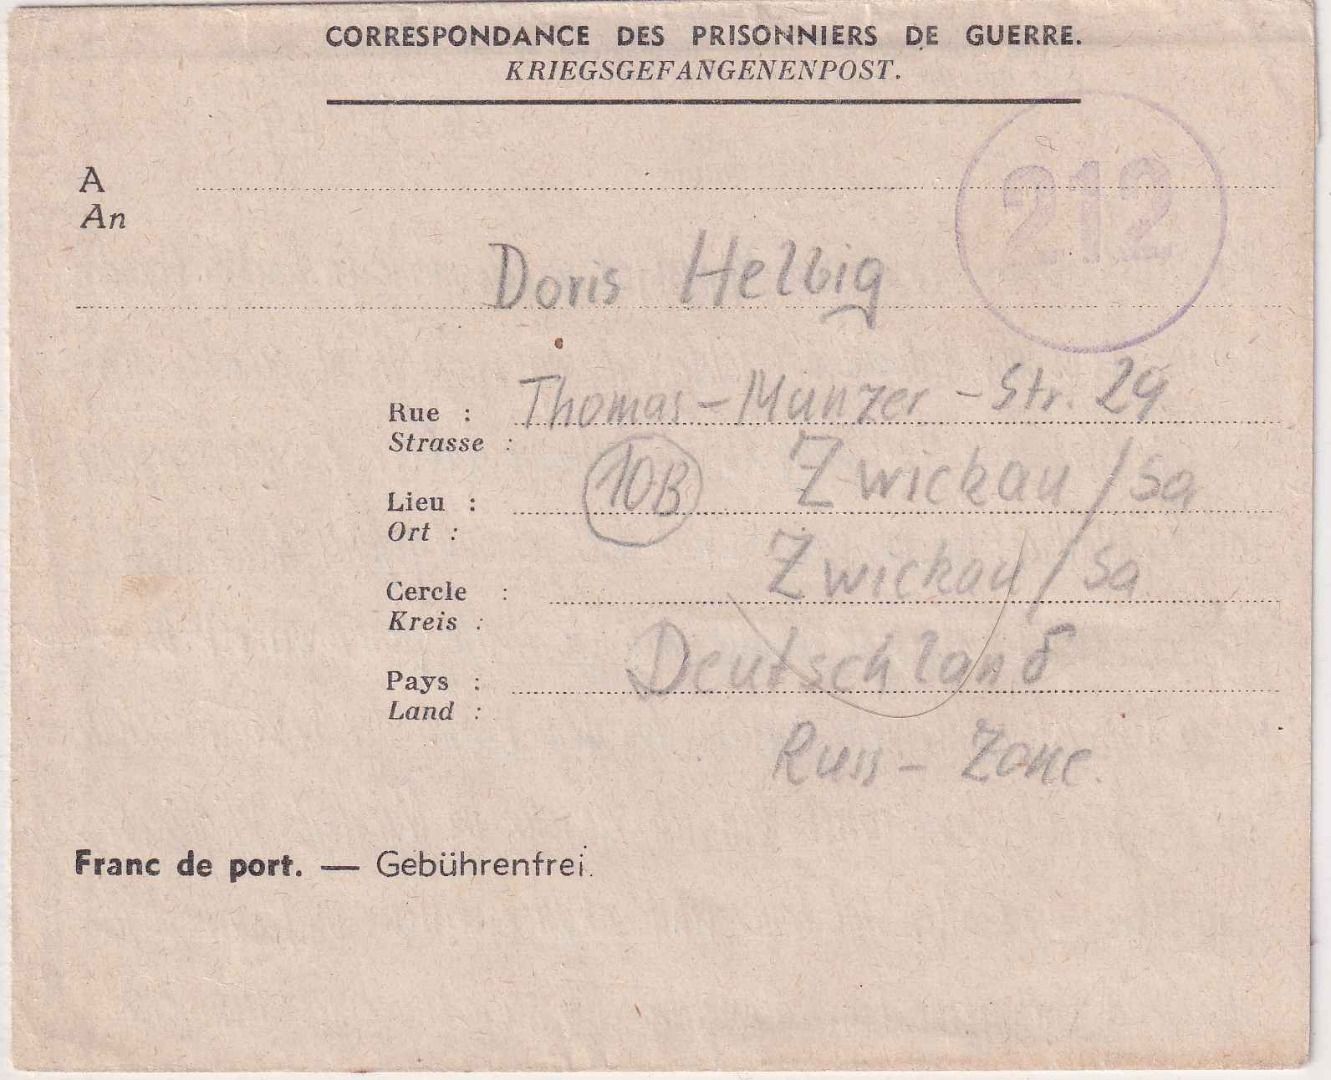 CORRESPONDANCE DES PRISONNIERS DE GUERRE.
KRIEGSGEFANGENENPOST.
212
A
An
Doris Helbig
Rue : Thomas-Munzer-Str. 29
Strasse :
Lieu : 10B Zwickau/Sa
Ort :
Cercle : Zwickau/Sa
Kreis :
Pays : Deutschland
Land :
Russ- Zone.
Franc de port. — Gebührenfrei.